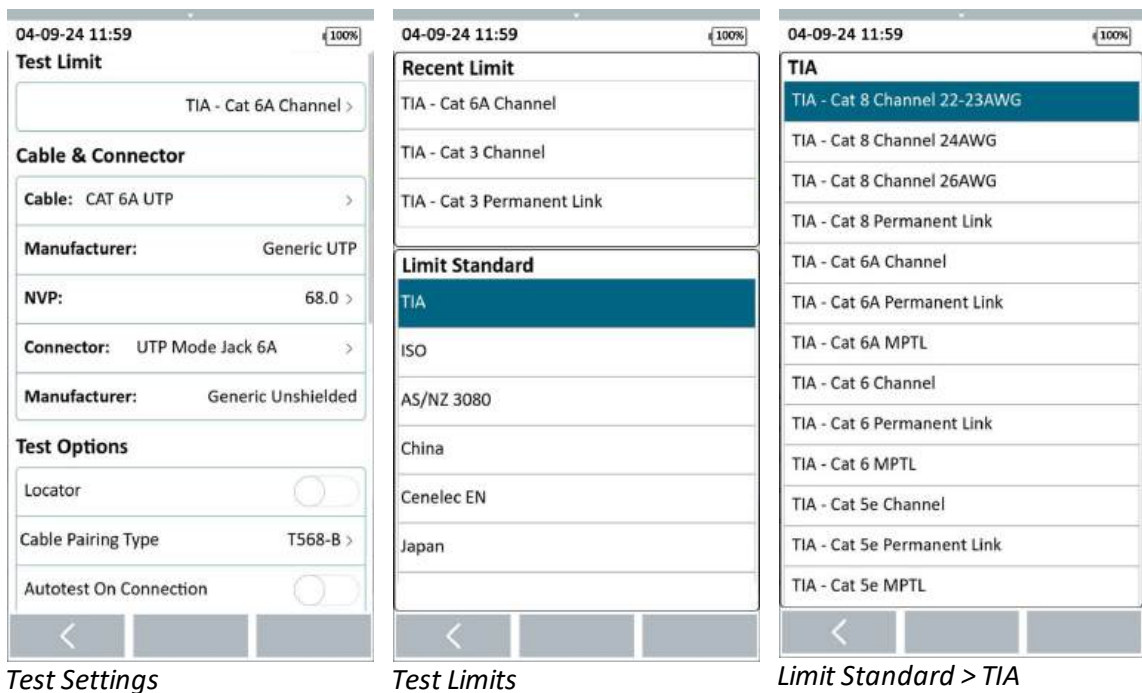 04-09-24 11:59
100%
Test Limit
TIA - Cat 6A Channel >
Cable & Connector
Cable: CAT 6A UTP >
Manufacturer: Generic UTP
NVP: 68.0 >
Connector: UTP Mode Jack 6A >
Manufacturer: Generic Unshielded
Test Options
Locator
Cable Pairing Type T568-B >
Autotest On Connection
Test Settings
04-09-24 11:59
100%
Recent Limit
TIA - Cat 6A Channel
TIA - Cat 3 Channel
TIA - Cat 3 Permanent Link
Limit Standard
TIA
ISO
AS/NZ 3080
China
Cenelec EN
Japan
Test Limits
04-09-24 11:59
100%
TIA
TIA - Cat 8 Channel 22-23AWG
TIA - Cat 8 Channel 24AWG
TIA - Cat 8 Channel 26AWG
TIA - Cat 8 Permanent Link
TIA - Cat 6A Channel
TIA - Cat 6A Permanent Link
TIA - Cat 6A MPTL
TIA - Cat 6 Channel
TIA - Cat 6 Permanent Link
TIA - Cat 6 MPTL
TIA - Cat 5e Channel
TIA - Cat 5e Permanent Link
TIA - Cat 5e MPTL
Limit Standard > TIA